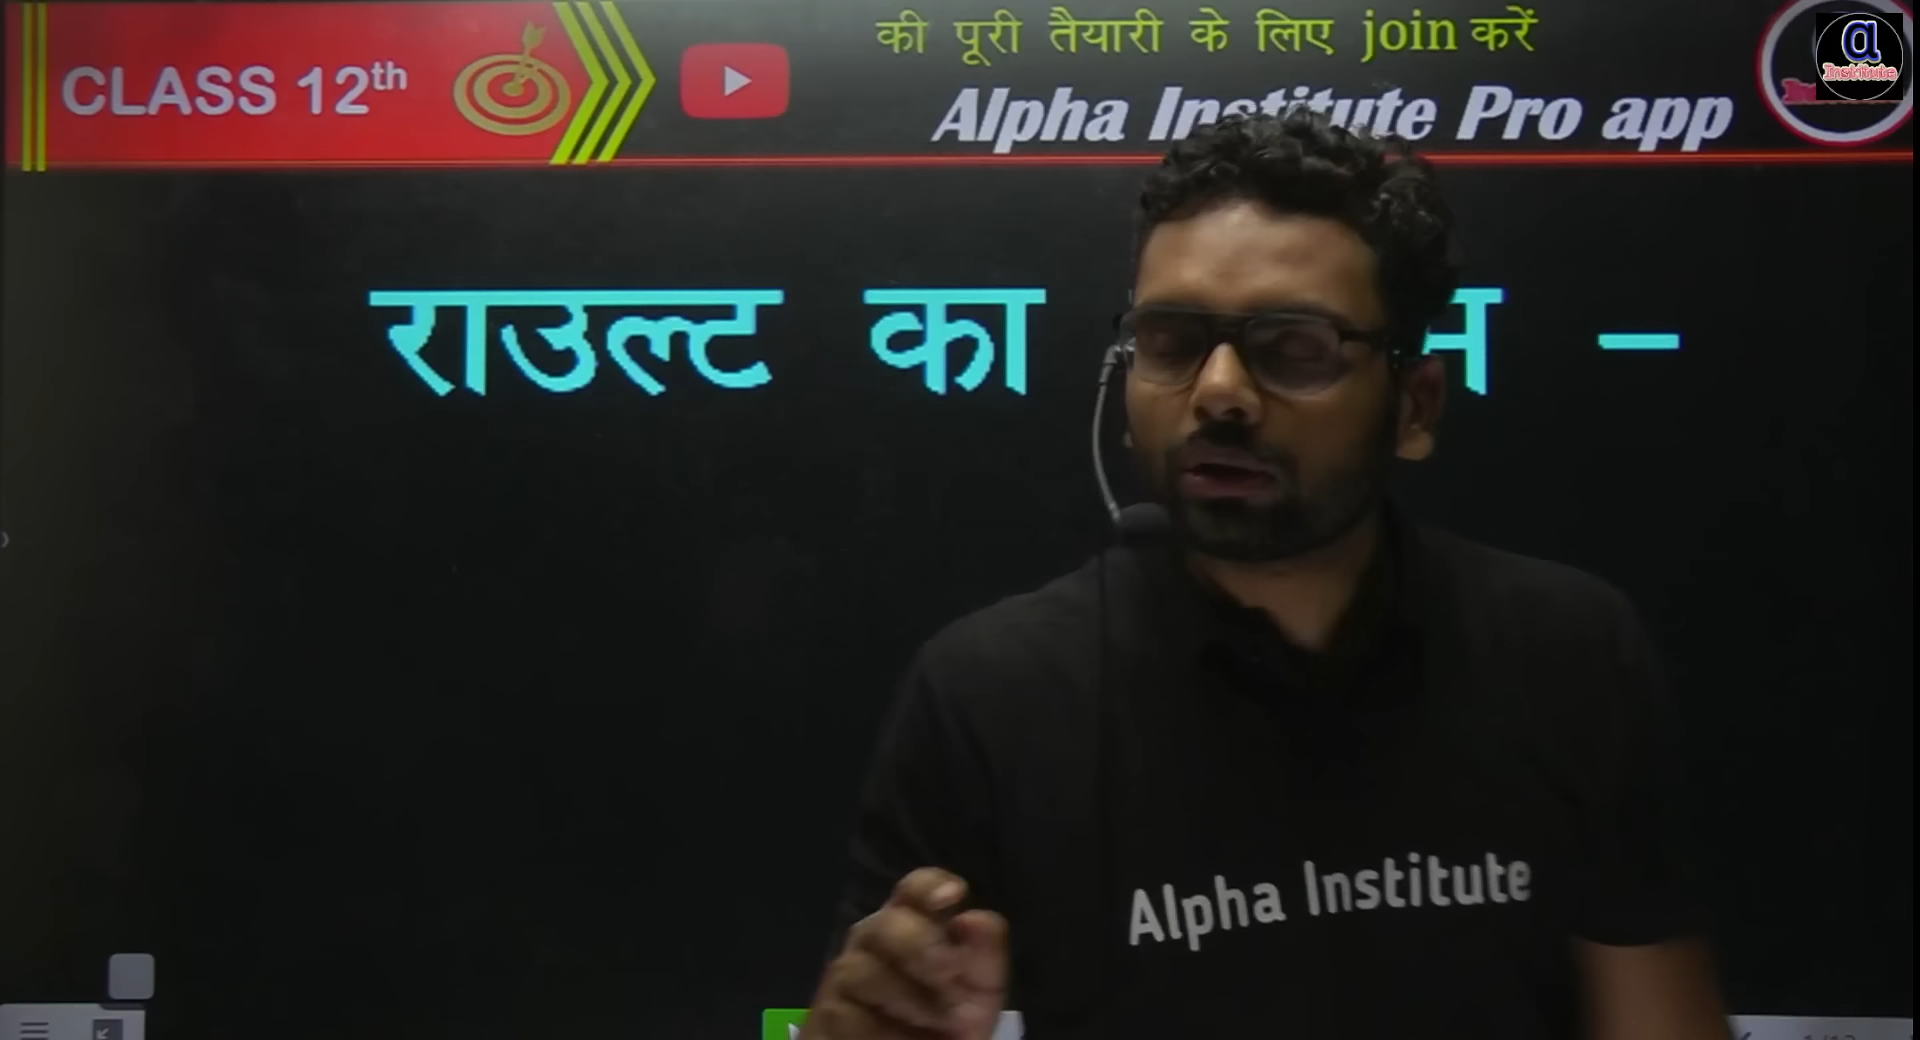 CLASS 12th
की पूरी तैयारी के लिए join करें
Alpha Institute Pro app
a
Institute
राउल्ट का –
Alpha Institute